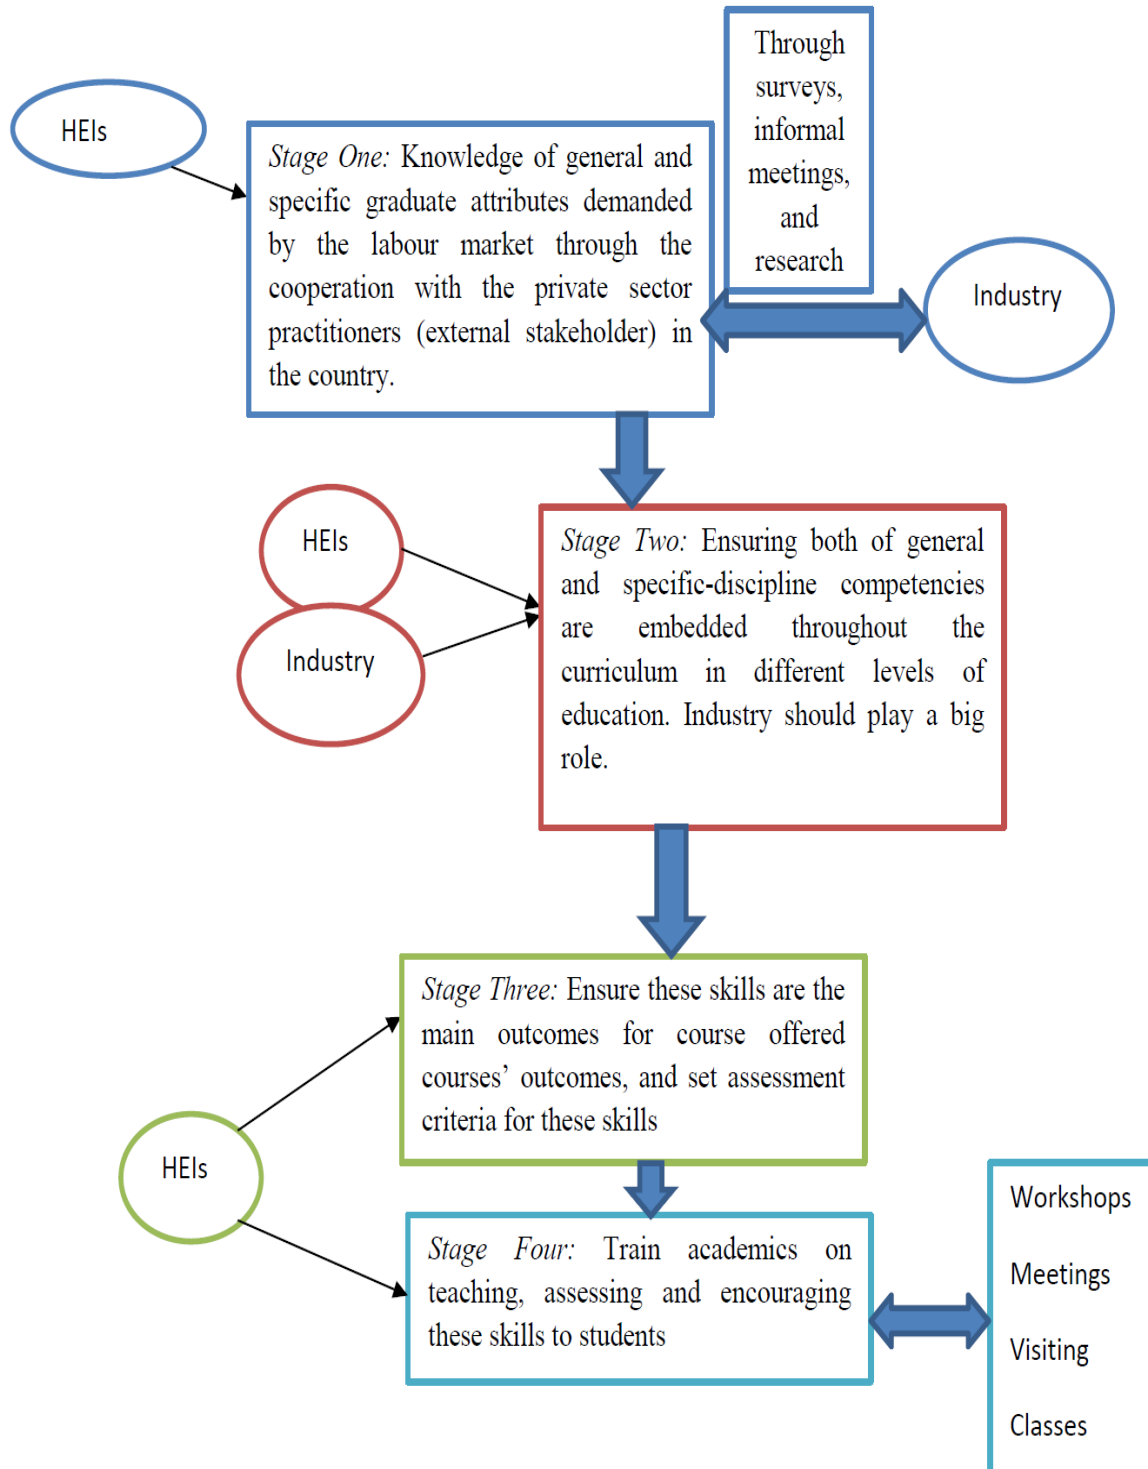 Through
surveys,
informal
meetings,
and
research
HEIs
Stage One: Knowledge of general and
specific graduate attributes demanded
by the labour market through the
cooperation with the private sector
practitioners (external stakeholder) in
the country.
Industry
HEIs
Industry
Stage Two: Ensuring both of general
and specific-discipline competencies
are embedded throughout the
curriculum in different levels of
education. Industry should play a big
role.
Stage Three: Ensure these skills are the
main outcomes for course offered
courses’ outcomes, and set assessment
criteria for these skills
HEIs
Stage Four: Train academics on
teaching, assessing and encouraging
these skills to students
Workshops
Meetings
Visiting
Classes